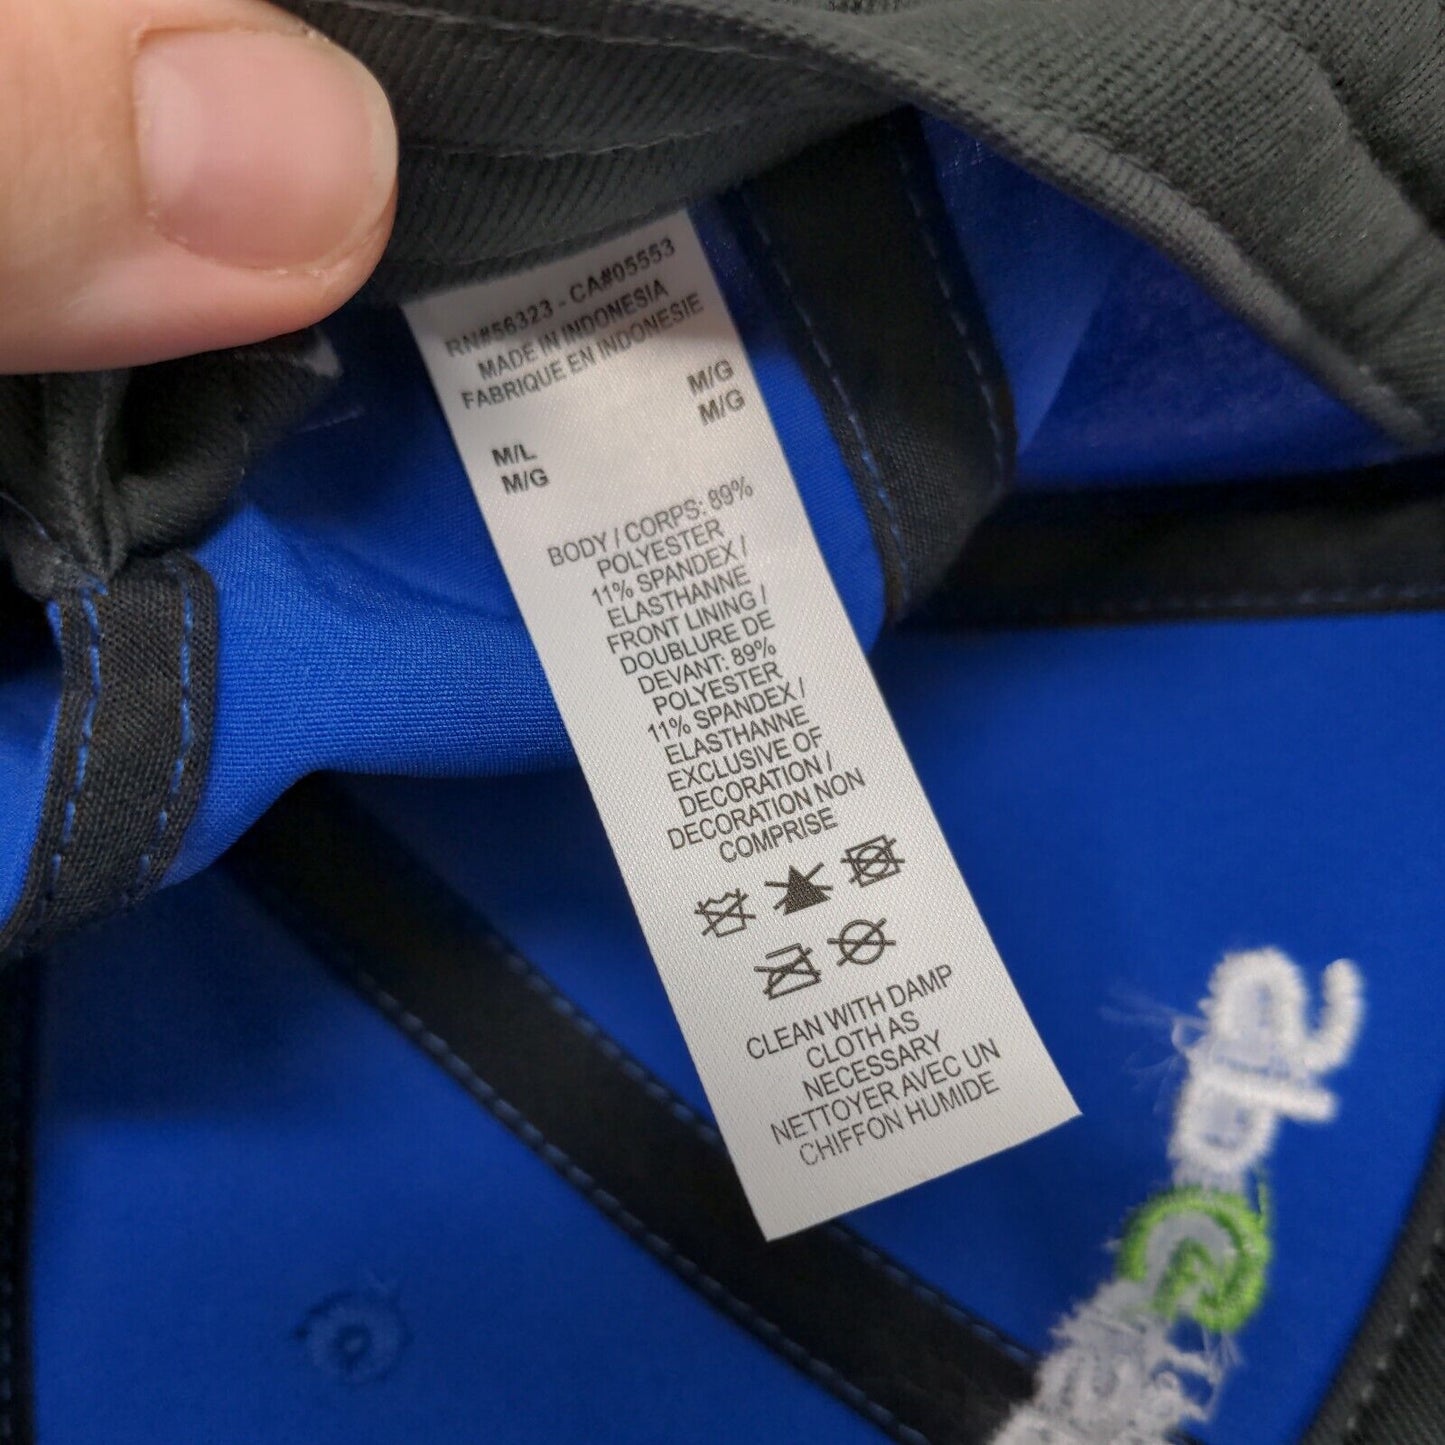 RN#56323 - CA#05553
MADE IN INDONESIA
FABRIQUE EN INDONESIE
M/G
M/G
M/L
M/G
BODY / CORPS: 89%
POLYESTER
11% SPANDEX /
ELASTHANNE
FRONT LINING /
DOUBLURE DE
DEVANT: 89%
POLYESTER
11% SPANDEX /
ELASTHANNE
EXCLUSIVE OF
DECORATION /
DECORATION NON
COMPRISE
CLEAN WITH DAMP
CLOTH AS
NECESSARY
NETTOYER AVEC UN
CHIFFON HUMIDE